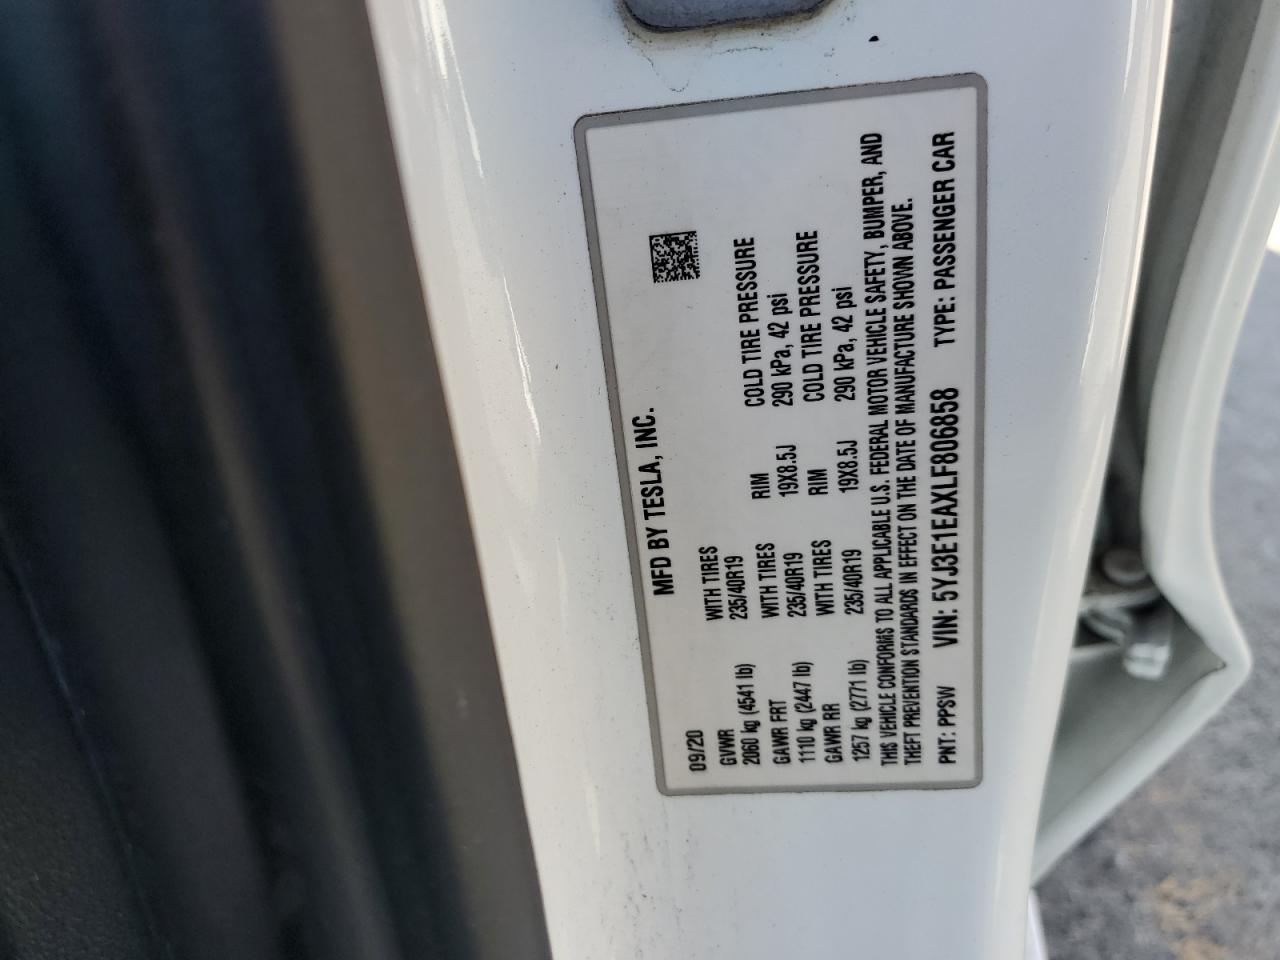 MFD BY TESLA, INC.
09/20
GVWR WITH TIRES RIM COLD TIRE PRESSURE
2060 kg (4541 lb) 235/40R19 19X8.5J 290 kPa, 42 psi
GAWR FRT WITH TIRES RIM COLD TIRE PRESSURE
1110 kg (2447 lb) 235/40R19 19X8.5J 290 kPa, 42 psi
GAWR RR WITH TIRES
1257 kg (2771 lb) 235/40R19
THIS VEHICLE CONFORMS TO ALL APPLICABLE U.S. FEDERAL MOTOR VEHICLE SAFETY, BUMPER, AND
THEFT PREVENTION STANDARDS IN EFFECT ON THE DATE OF MANUFACTURE SHOWN ABOVE.
PNT: PPSW VIN: 5YJ3E1EAXLF806858 TYPE: PASSENGER CAR